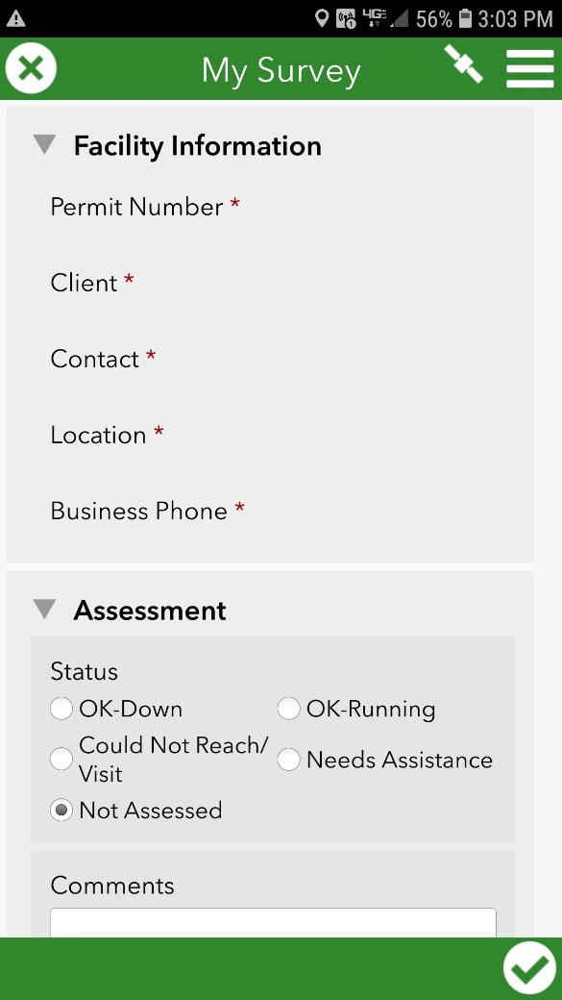 4G 56% 3:03 PM
My Survey
Facility Information
Permit Number *
Client *
Contact *
Location *
Business Phone *
Assessment
Status
OK-Down
OK-Running
Could Not Reach/
Visit
Needs Assistance
Not Assessed
Comments